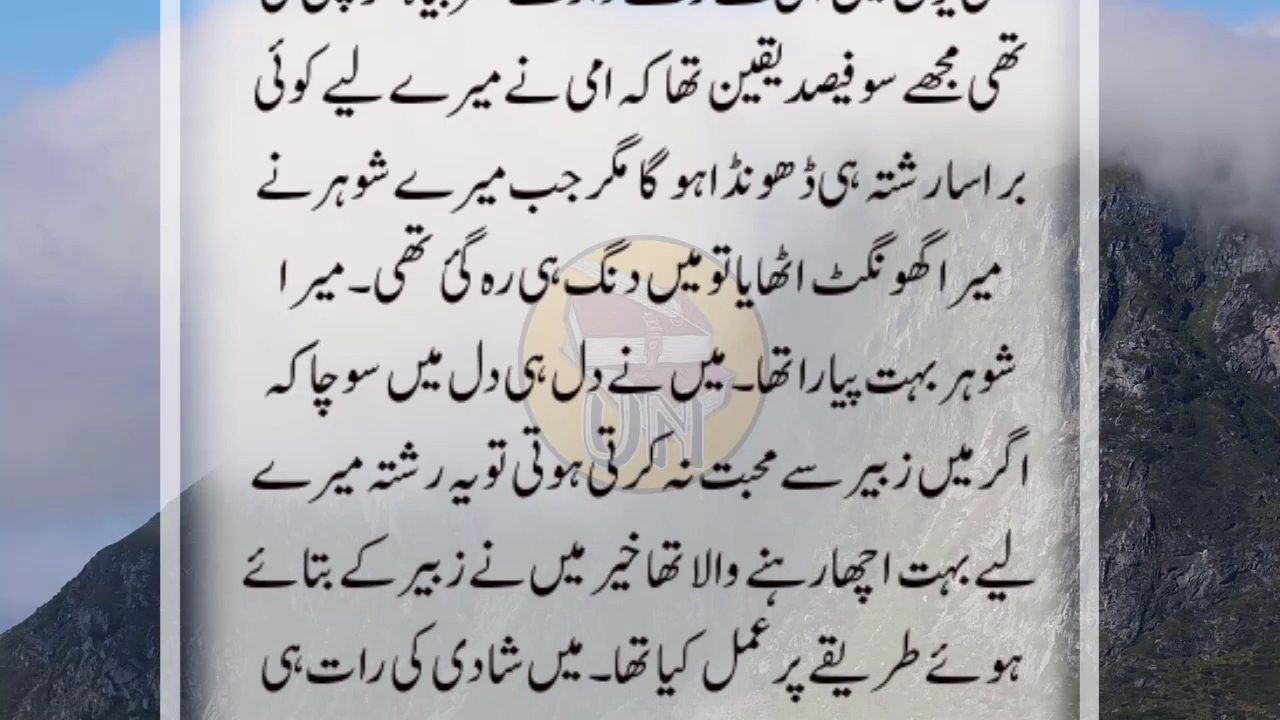 تھی مجھے سو فیصد یقین تھا کہ امی نے میرے لیے کوئی
برا سا رشتہ ہی ڈھونڈا ہو گا مگر جب میرے شوہر نے
میرا گھونگٹ اٹھایا تو میں دنگ ہی رہ گئی تھی۔ میرا
شوہر بہت پیارا تھا۔ میں نے دل ہی دل میں سوچا کہ
اگر میں زبیر سے محبت نہ کرتی ہوتی تو یہ رشتہ میرے
لیے بہت اچھا رہنے والا تھا خیر میں نے زبیر کے بتائے
ہوئے طریقے پر عمل کیا تھا۔ میں شادی کی رات ہی
UN